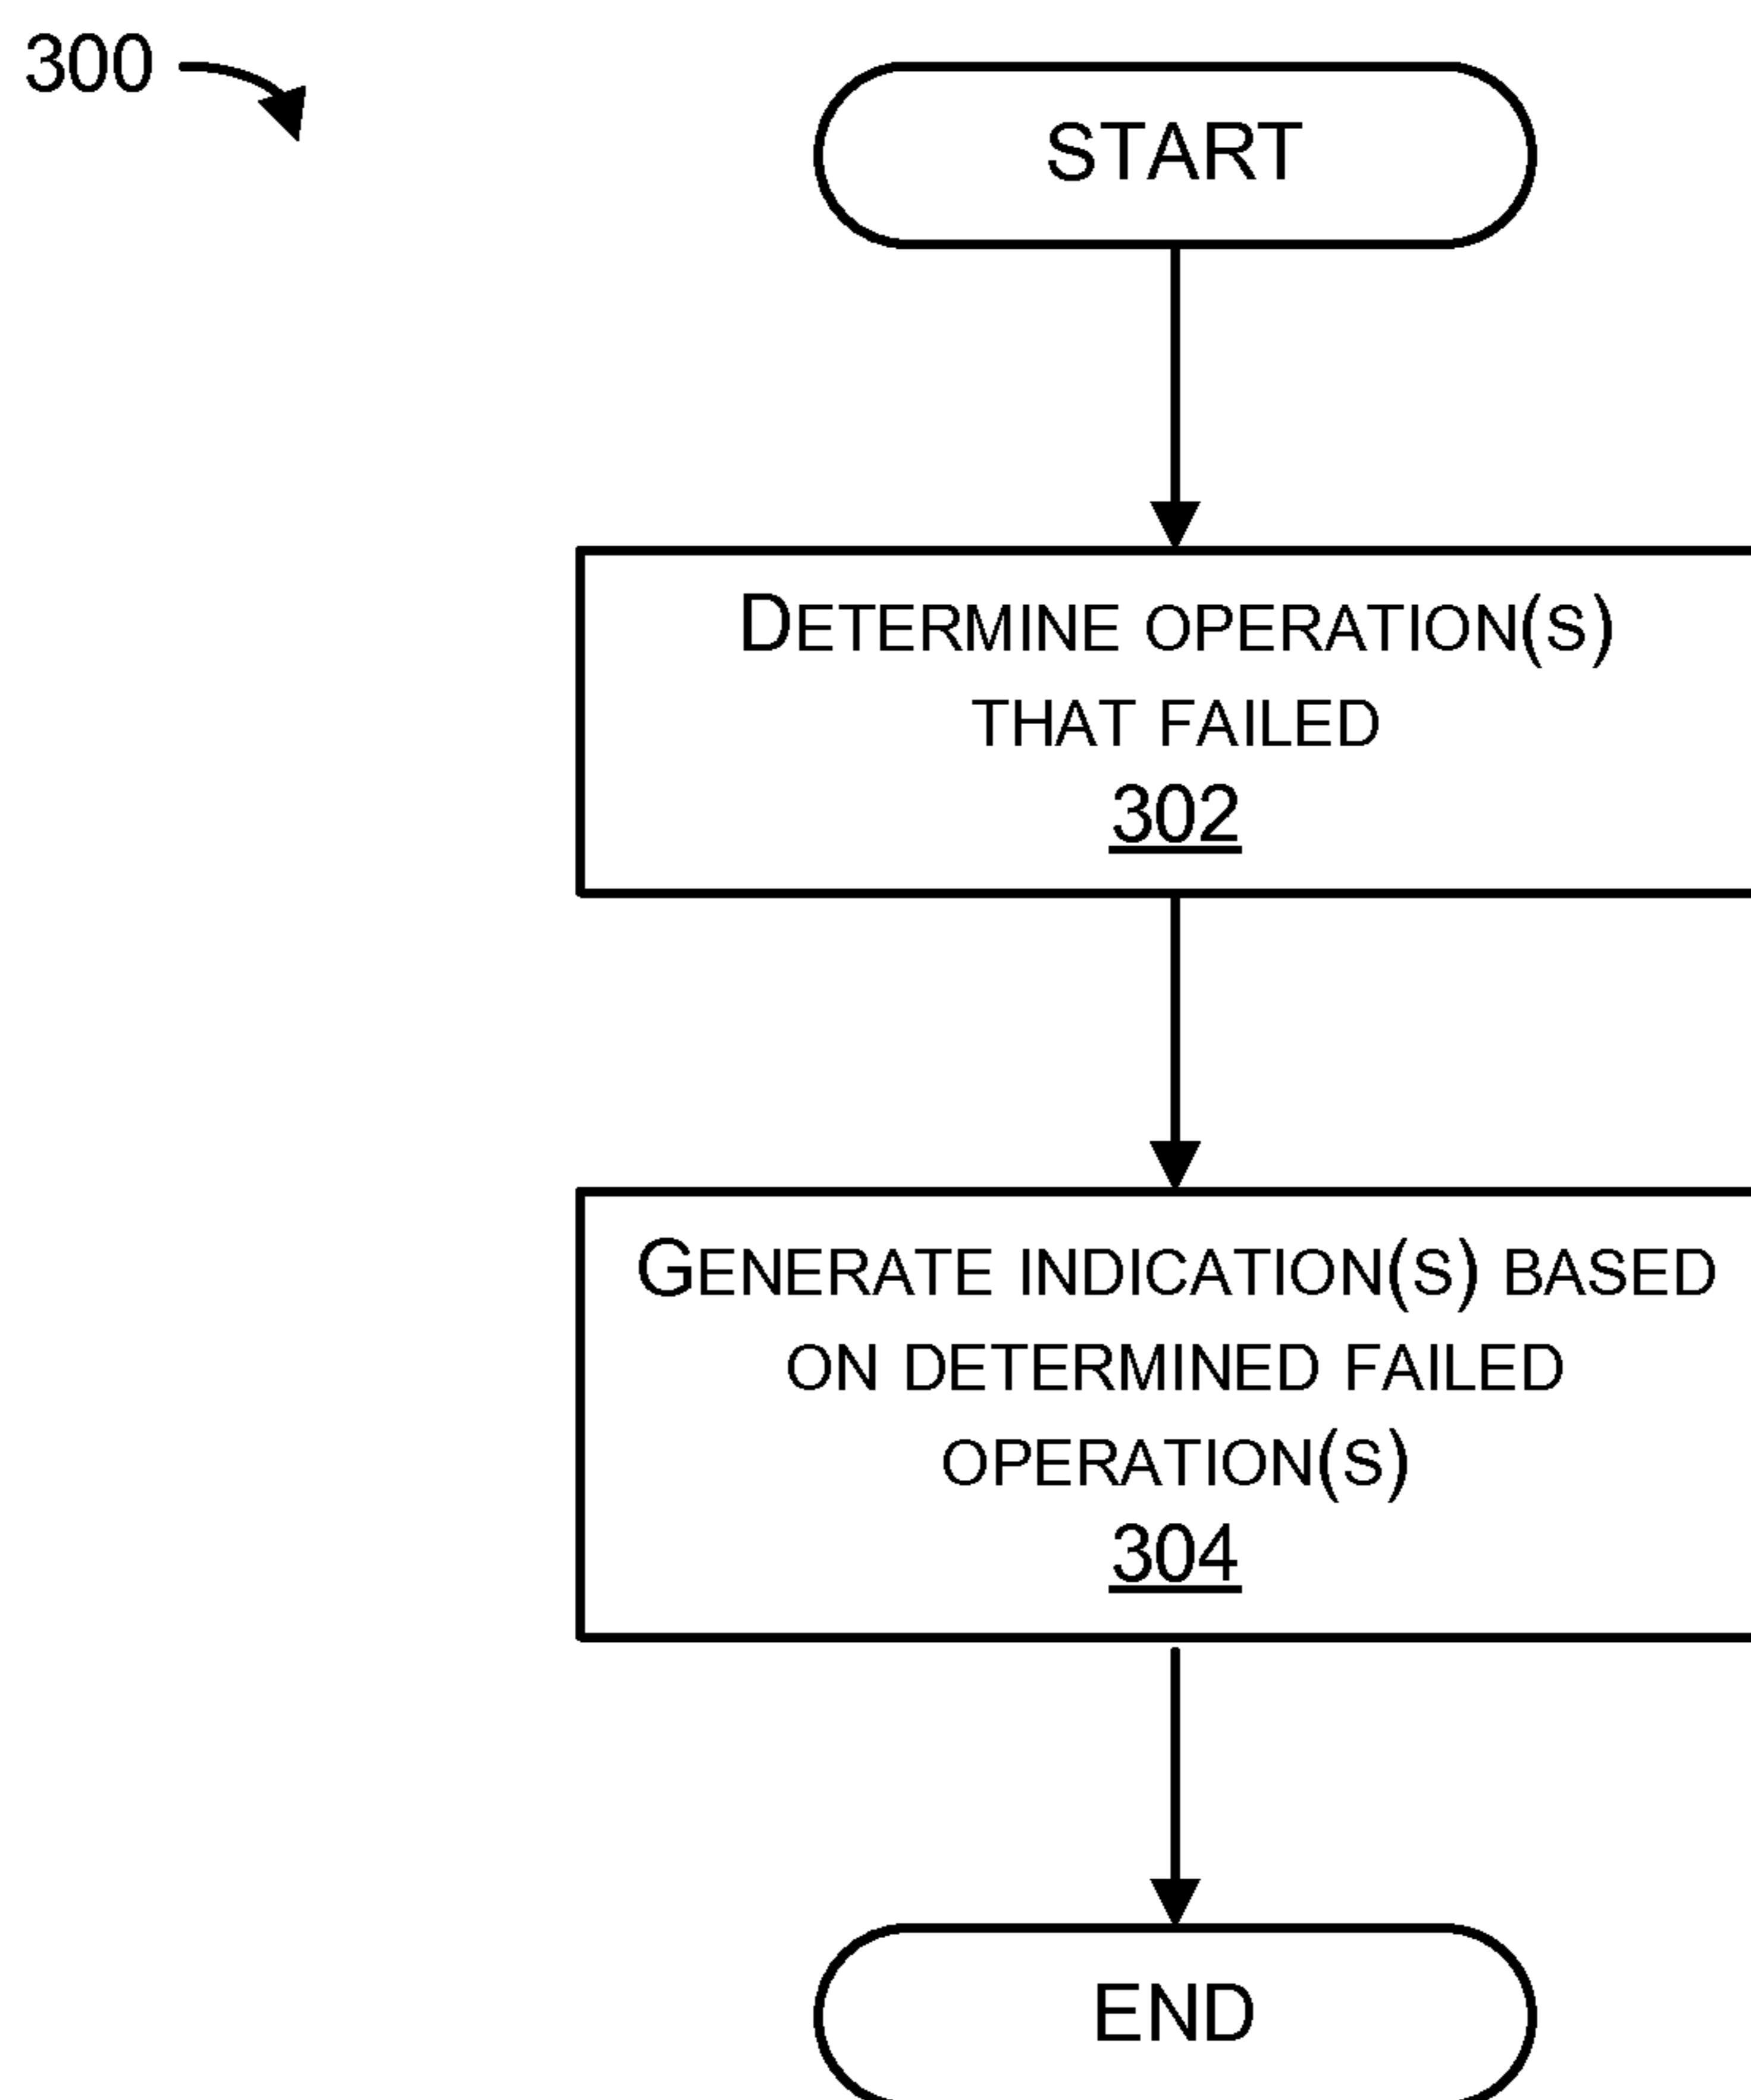 300
START
DETERMINE OPERATION(S)
THAT FAILED
302
GENERATE INDICATION(S) BASED
ON DETERMINED FAILED
OPERATION(S)
304
END